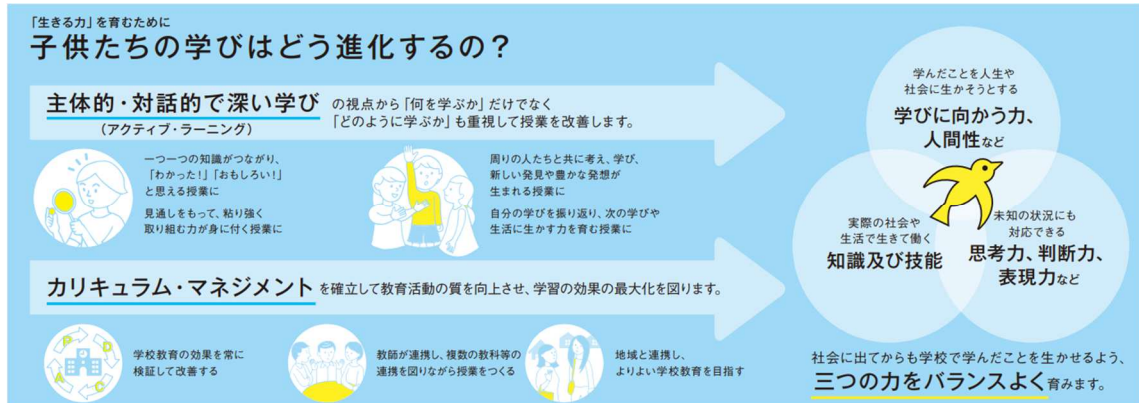 「生きる力」を育むために
子供たちの学びはどう進化するの？
主体的・対話的で深い学び
（アクティブ・ラーニング）
の視点から「何を学ぶか」だけでなく
「どのように学ぶか」も重視して授業を改善します。
一つ一つの知識がつながり、
「わかった！」「おもしろい！」
と思える授業に
見通しをもって、粘り強く
取り組む力が身に付く授業に
周りの人たちと共に考え、学び、
新しい発見や豊かな発想が
生まれる授業に
自分の学びを振り返り、次の学びや
生活に生かす力を育む授業に
カリキュラム・マネジメント を確立して教育活動の質を向上させ、学習の効果の最大化を図ります。
P
D
C
A
学校教育の効果を常に
検証して改善する
教師が連携し、複数の教科等の
連携を図りながら授業をつくる
地域と連携し、
よりよい学校教育を目指す
学んだことを人生や
社会に生かそうとする
学びに向かう力、
人間性など
実際の社会や
生活で生きて働く
知識及び技能
未知の状況にも
対応できる
思考力、判断力、
表現力など
社会に出てからも学校で学んだことを生かせるよう、
三つの力をバランスよく育みます。